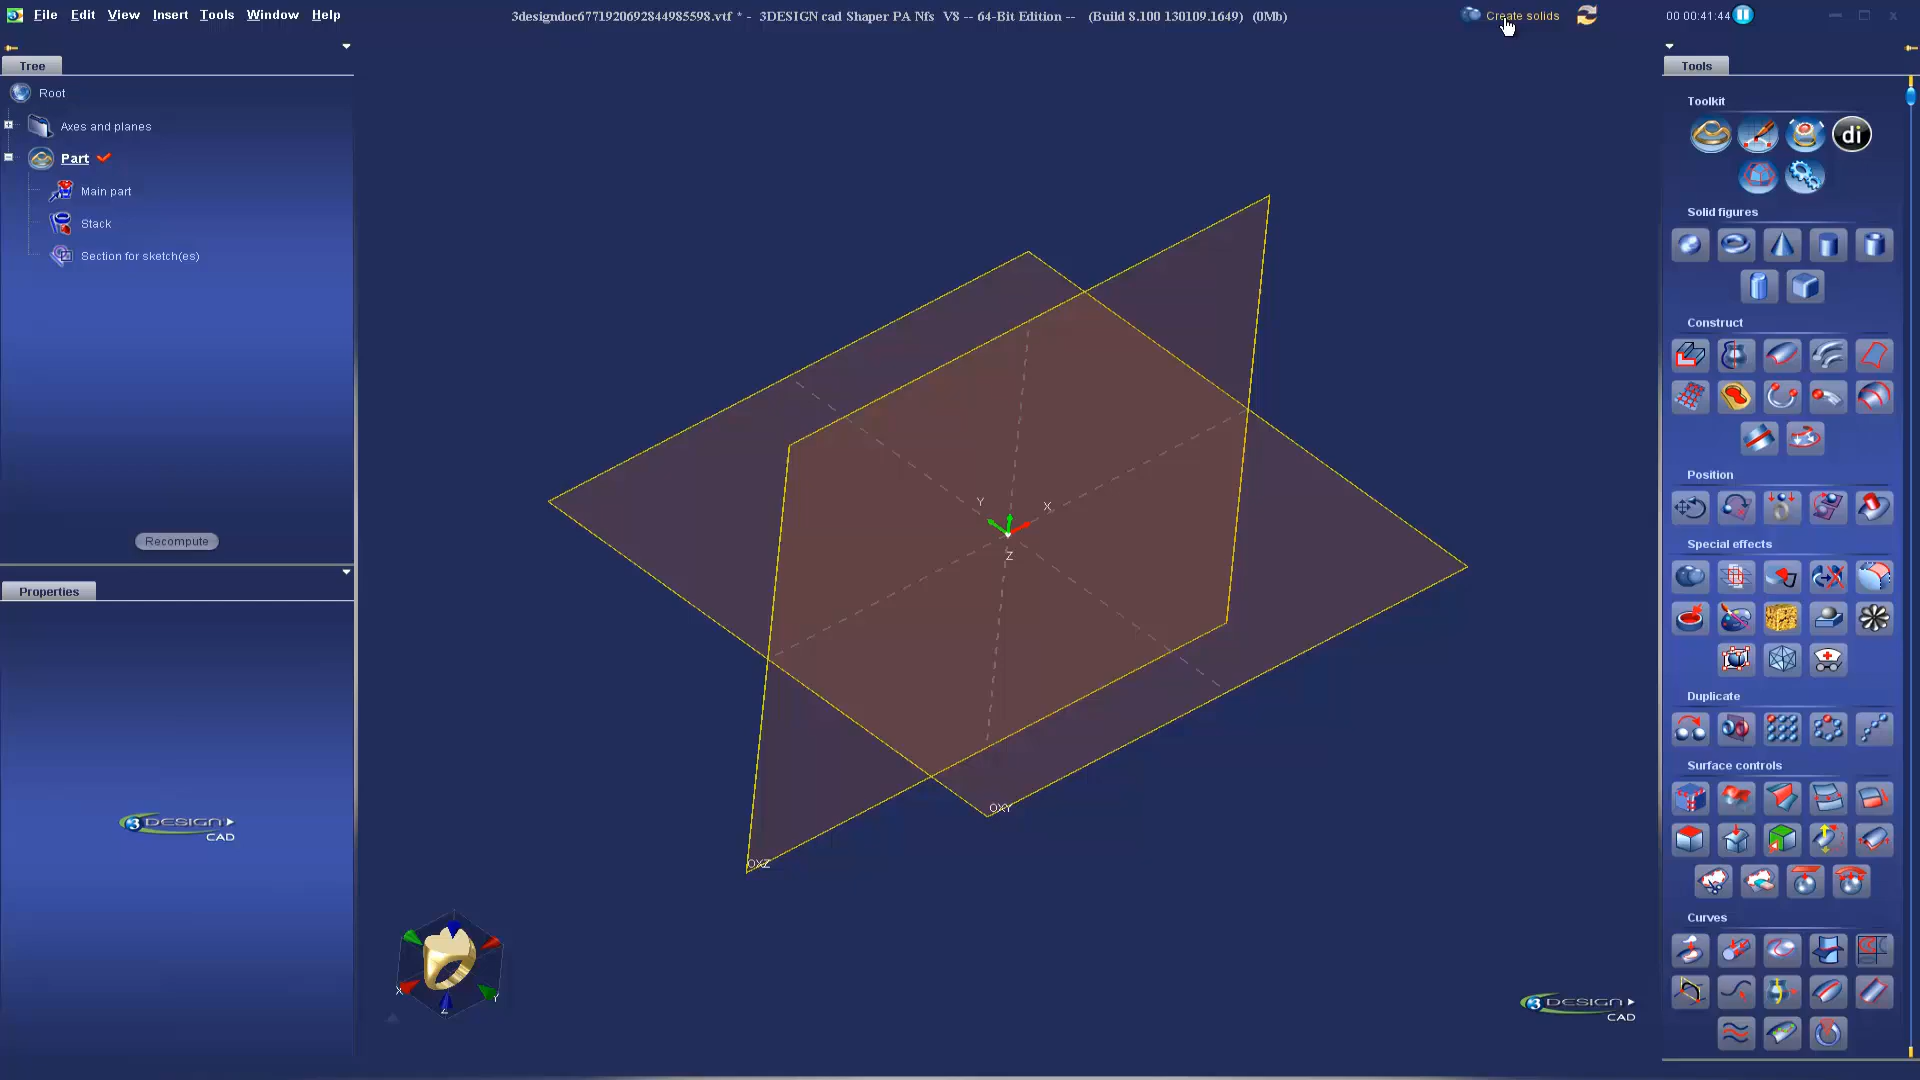 File Edit View Insert Tools Window Help
3designdoc6771920692844985598.vtf * - 3DESIGN cad Shaper PA Nfs V8 -- 64-Bit Edition -- (Build 8.100 130109.1649) (0Mb)
Create solids
00 00:41:44
Tree
Root
Axes and planes
Part
Main part
Stack
Section for sketch(es)
Recompute
Properties
3DESIGN
CAD
Y
X
Z
OXY
OXZ
X
Y
Z
3DESIGN
CAD
Tools
Toolkit
di
Solid figures
Construct
Position
Special effects
Duplicate
Surface controls
Curves